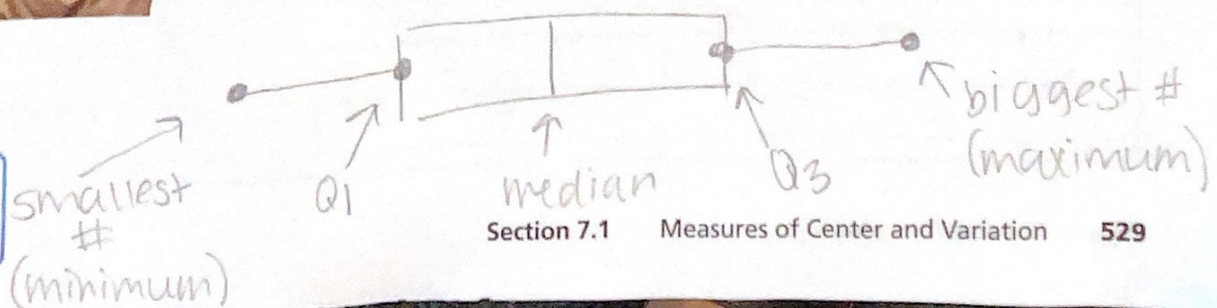 smallest
#
(minimum)
Q1
median
Q3
biggest #
(maximum)
Section 7.1 Measures of Center and Variation 529